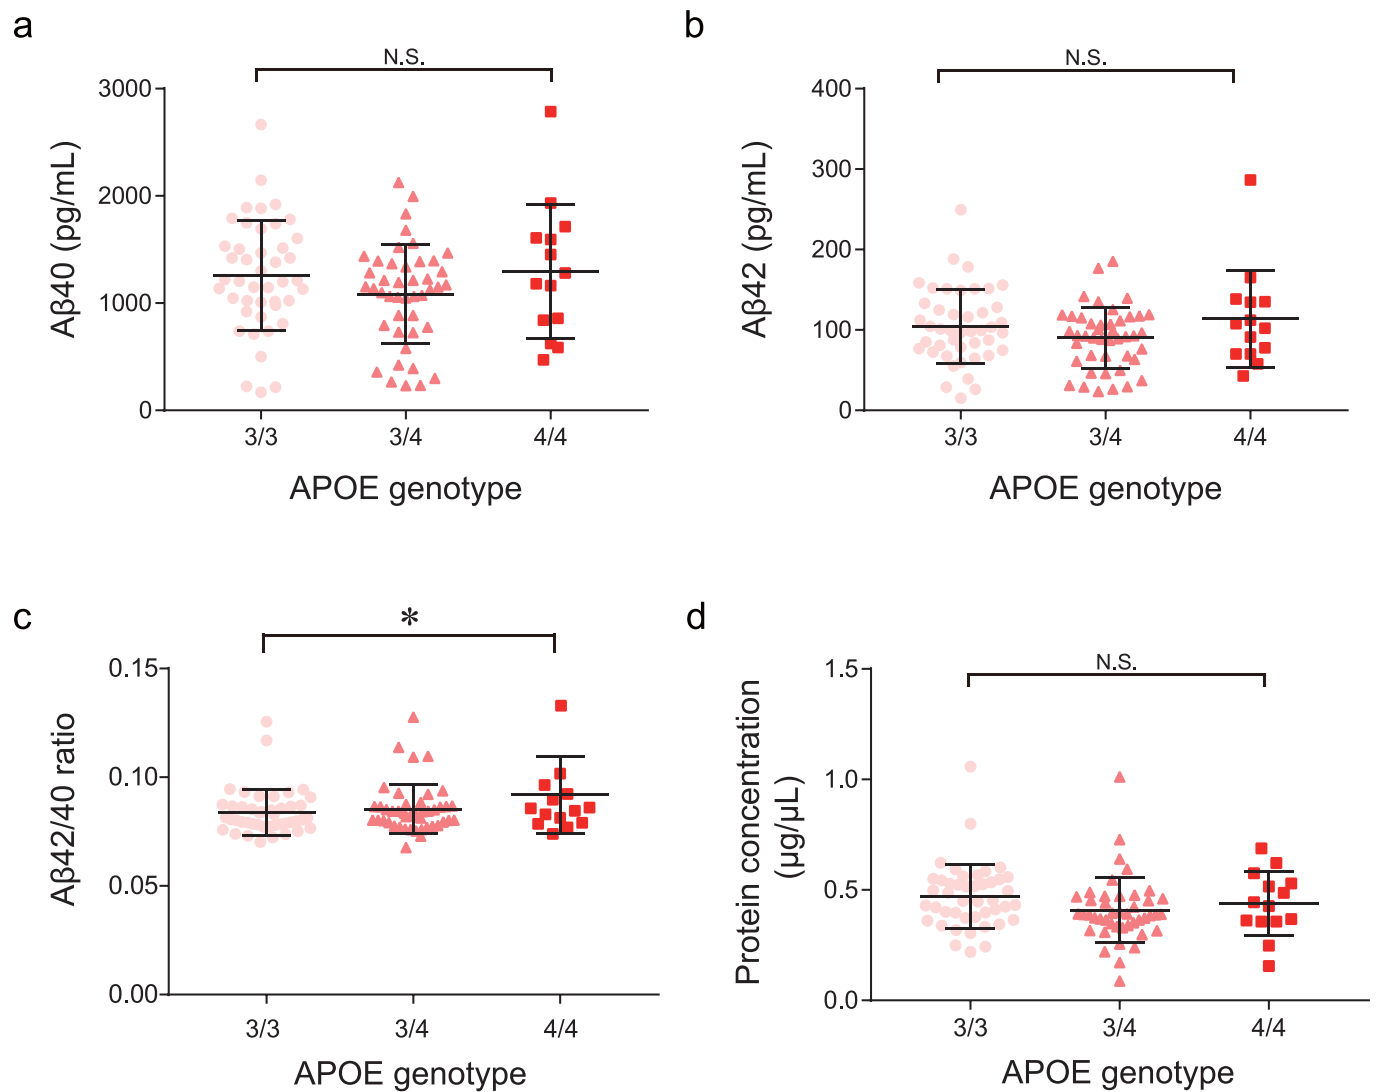 a
N.S.
3000
2000
1000
0
Aβ40 (pg/mL)
3/3
3/4
4/4
APOE genotype
b
N.S.
400
300
200
100
0
Aβ42 (pg/mL)
3/3
3/4
4/4
APOE genotype
c
*
0.15
0.10
0.05
0.00
Aβ42/40 ratio
3/3
3/4
4/4
APOE genotype
d
N.S.
1.5
1.0
0.5
0.0
Protein concentration
(μg/μL)
3/3
3/4
4/4
APOE genotype